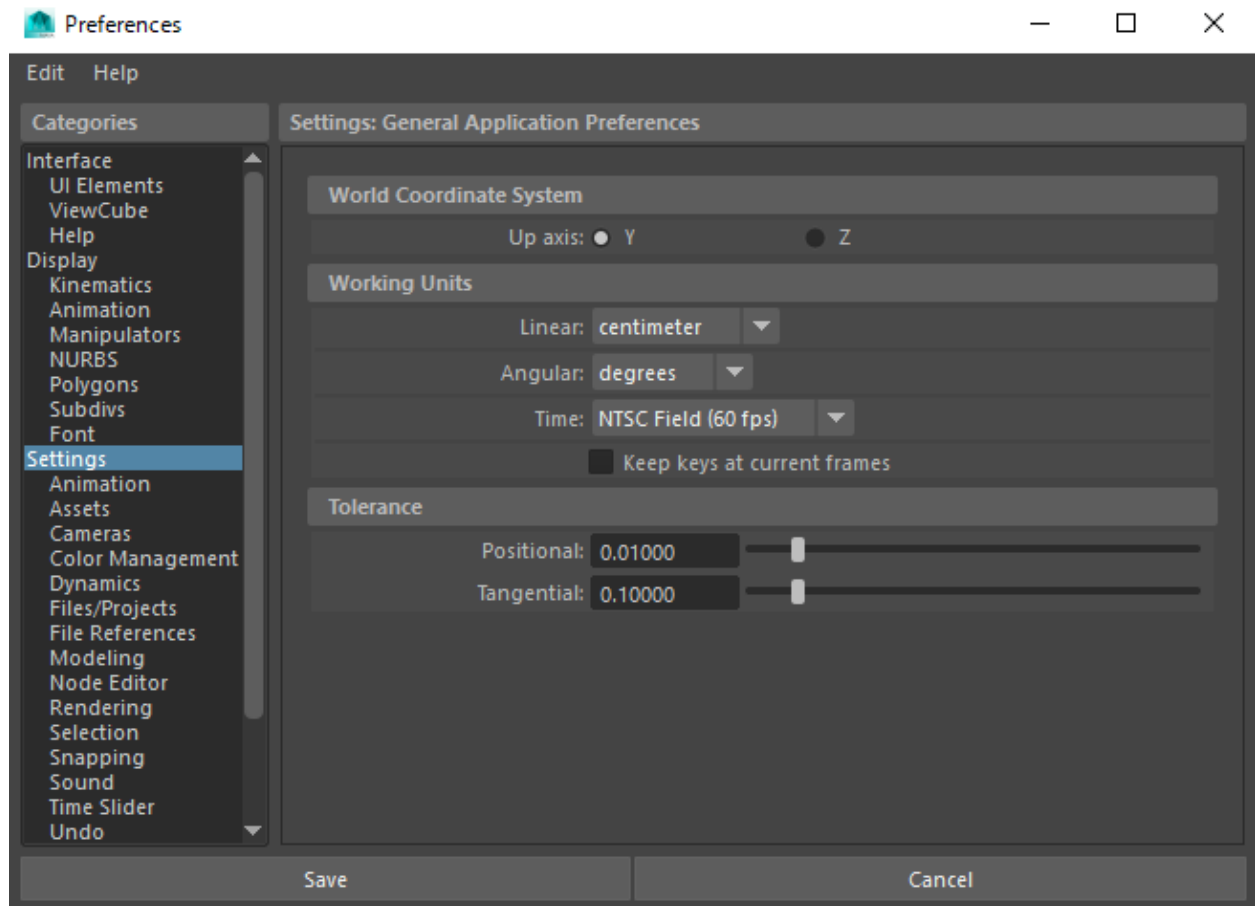 Preferences
Edit Help
Categories
Interface
UI Elements
ViewCube
Help
Display
Kinematics
Animation
Manipulators
NURBS
Polygons
Subdivs
Font
Settings
Animation
Assets
Cameras
Color Management
Dynamics
Files/Projects
File References
Modeling
Node Editor
Rendering
Selection
Snapping
Sound
Time Slider
Undo
Settings: General Application Preferences
World Coordinate System
Up axis: Y Z
Working Units
Linear: centimeter
Angular: degrees
Time: NTSC Field (60 fps)
Keep keys at current frames
Tolerance
Positional: 0.01000
Tangential: 0.10000
Save Cancel